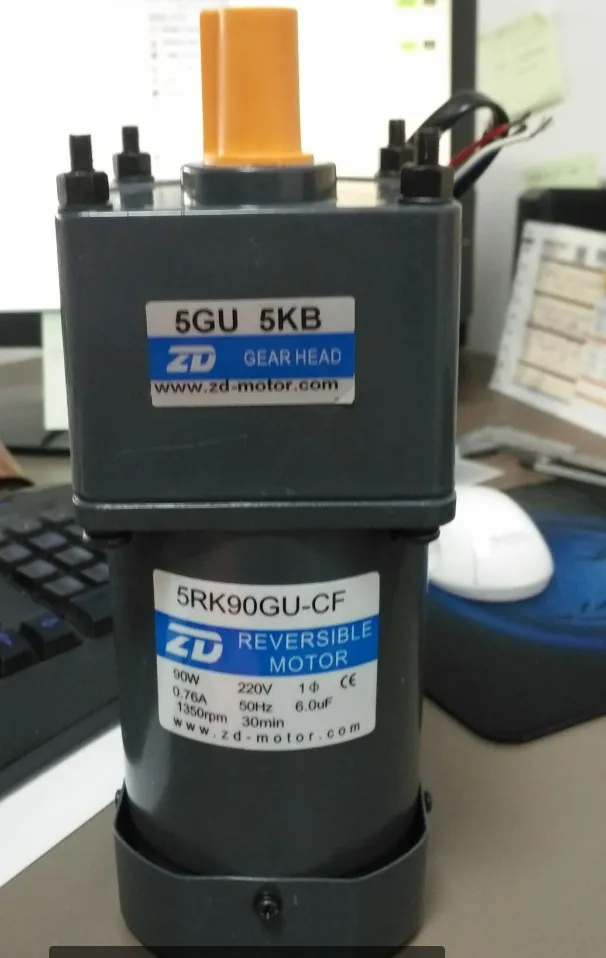 5GU 5KB
ZD GEAR HEAD
www.zd-motor.com
5RK90GU-CF
ZD REVERSIBLE
MOTOR
90W 220V 1Φ CE
0.76A 50Hz 6.0uF
1350rpm 30min
www.zd-motor.com